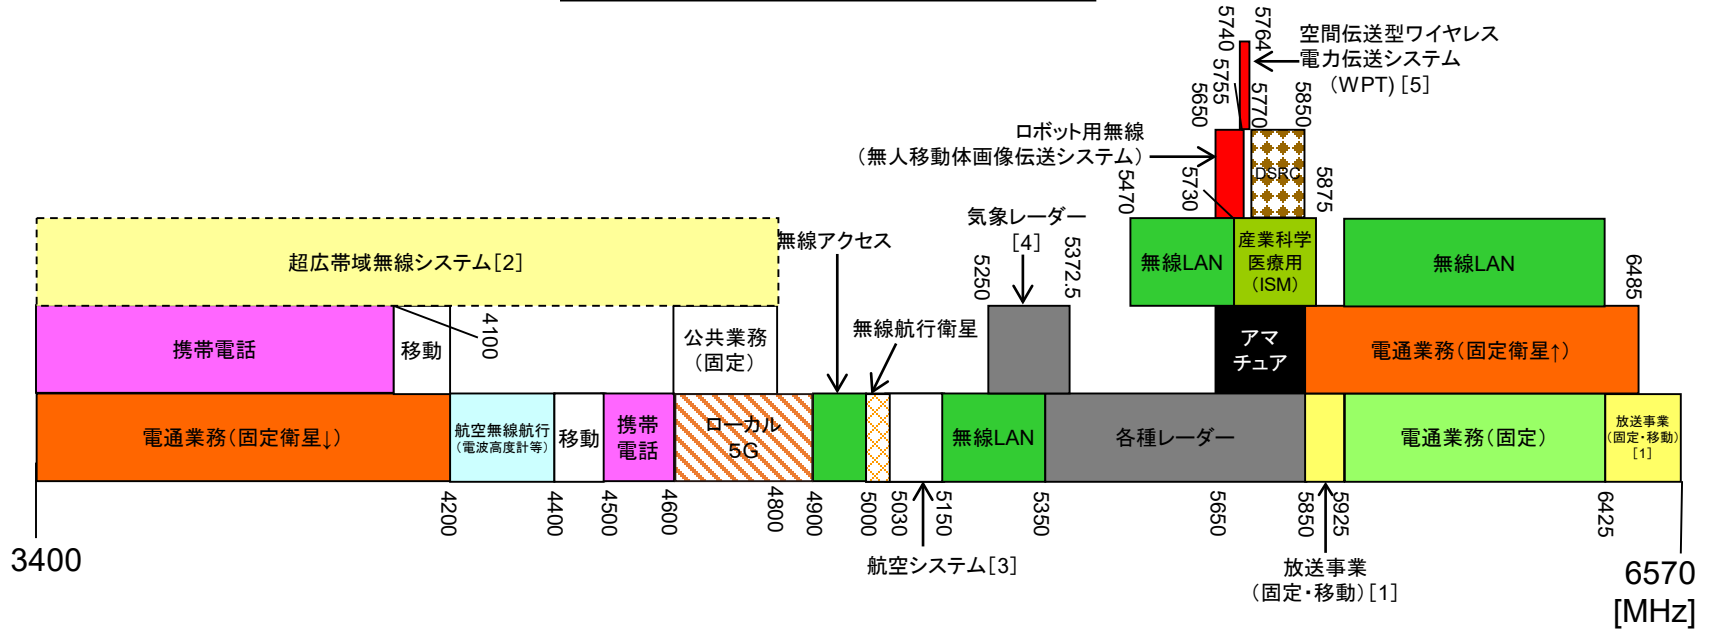 5740
5764
空間伝送型ワイヤレス
電力伝送システム
(WPT) [5]
5650
5755
5770
5850
ロボット用無線
(無人移動体画像伝送システム)
DSRC
5470
5730
5875
気象レーダー
[4]
無線アクセス
5250
5372.5
超広帯域無線システム[2]
無線LAN
産業科学
医療用
(ISM)
無線LAN
6485
携帯電話
移動
4100
公共業務
(固定)
無線航行衛星
アマ
チュア
電通業務(固定衛星↑)
電通業務(固定衛星↓)
航空無線航行
(電波高度計等)
移動
携帯
電話
ローカル
5G
無線LAN
各種レーダー
電通業務(固定)
放送事業
(固定・移動)
[1]
4200
4400
4500
4600
4800
4900
5000
5030
5150
5350
5650
5850
5925
6425
3400
航空システム[3]
放送事業
(固定・移動)[1]
6570
[MHz]